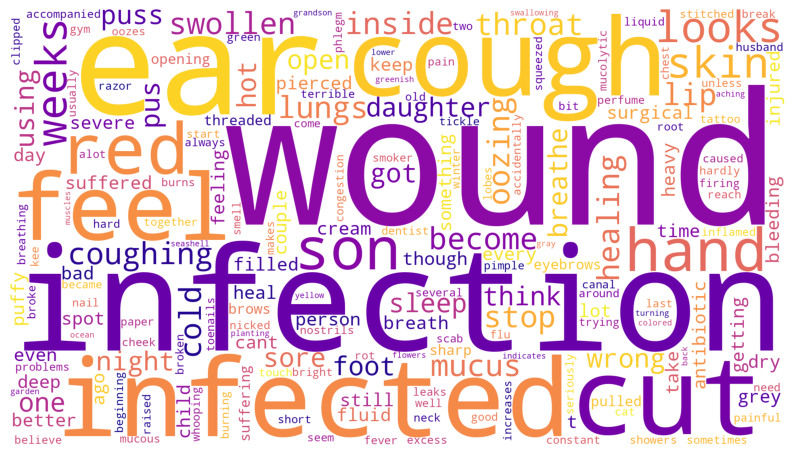 accompanied
puss
swollen
grandson
inside
swallowing
throat
two
liquid
stitched
break
looks
clipped
gym
oozes
green
phlegm
squeezed
mucolytic
husband
weeks
using
razor
opening
ear
cough
open
lower
greenish
pain
chest
skin
injured
pus
hot
pierced
keep
terrible
old
bit
perfume
unless
aching
severe
threaded
lungs
daughter
tickle
lip
surgical
tattoo
day
start
always
come
oozing
accidentally
root
red
alot
wound
smoker
got
caused
hardly
firing
reach
suffered
burns
feeling
smell
congestion
lobes
something
winter
breathe
healing
heavy
bleeding
feel
muscles
hard
together
makes
couple
cream
dentist
become
hand
time
inflamed
breathing
kee
coughing
seashell
son
though
every
gray
eyebrows
puffy
bad
filled
pimple
canal
around
last
turning
colored
broke
became
nail
cold
heal
infection
several
sleep
think
lot
trying
spot
paper
brows
nicked
person
yellow
planting
breath
stop
flu
antibiotic
ocean
cheek
broken
toenails
nostrils
cant
scab
sharp
even
problems
night
sore
foot
rot
flowers
mucus
indicates
wrong
take
back
getting
dry
garden
deep
ago
touch
bright
infected
cut
seriously
pulled
cat
grey
one
better
beginning
raised
child
whooping
suffering
burning
still
fluid
leaks
well
neck
increases
good
t
need
painful
believe
mucous
short
seem
fever
excess
constant
showers
sometimes
usually